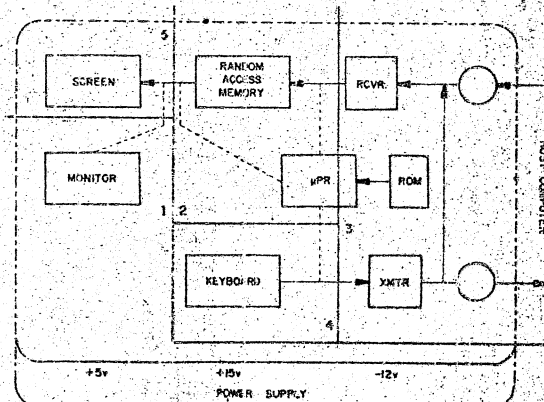 5
SCREEN
RANDOM
ACCESS
MEMORY
RCVR.
MONITOR
μPR.
ROM
1
2
3
KEYBOARD
XMTR
4
HOST COMPUTER
+5v
+15v
-12v
POWER SUPPLY